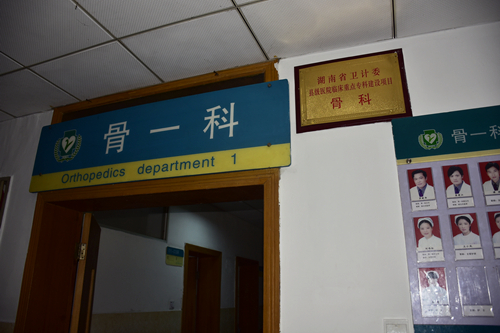 骨一科
Orthopedics department 1
湖南省卫计委
县级医院临床重点专科建设项目
骨科
骨一科